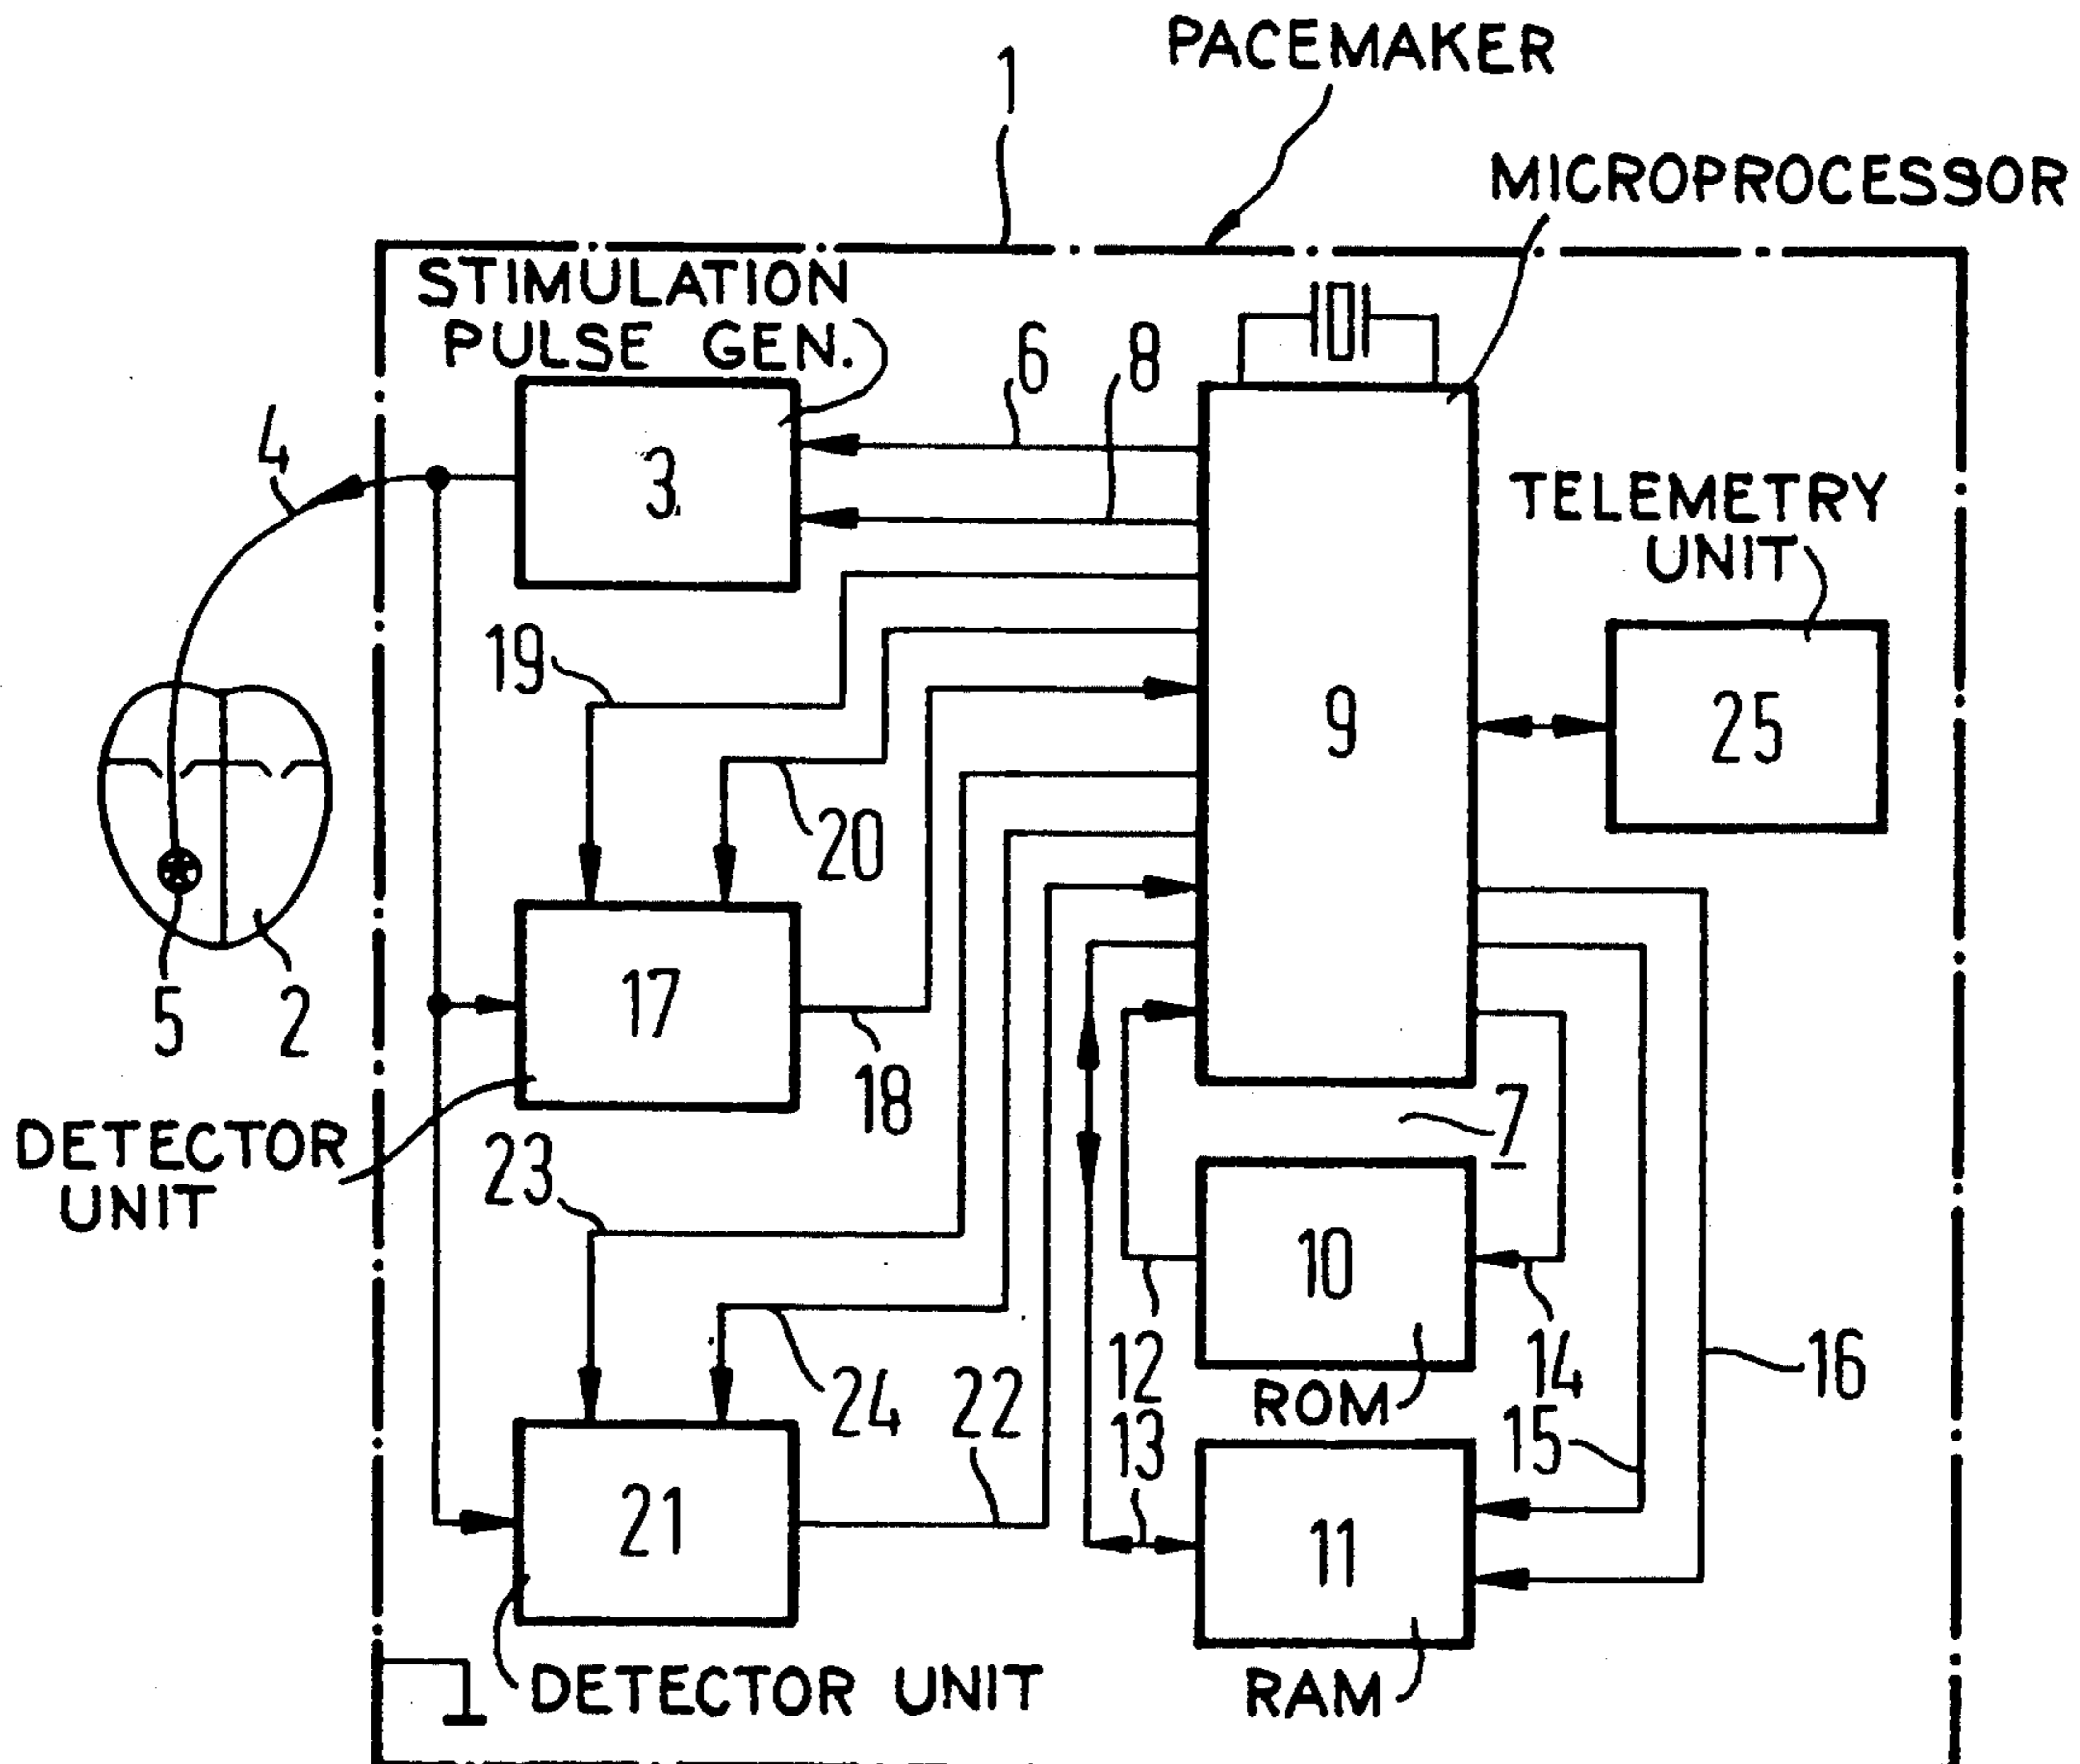 PACEMAKER
1
MICROPROCESSOR
STIMULATION
PULSE GEN.
6
8
4
3
TELEMETRY
UNIT
19
9
25
20
5
2
17
18
7
DETECTOR
UNIT
23
10
12
14
16
24
22
ROM
13
15
21
11
DETECTOR UNIT
RAM